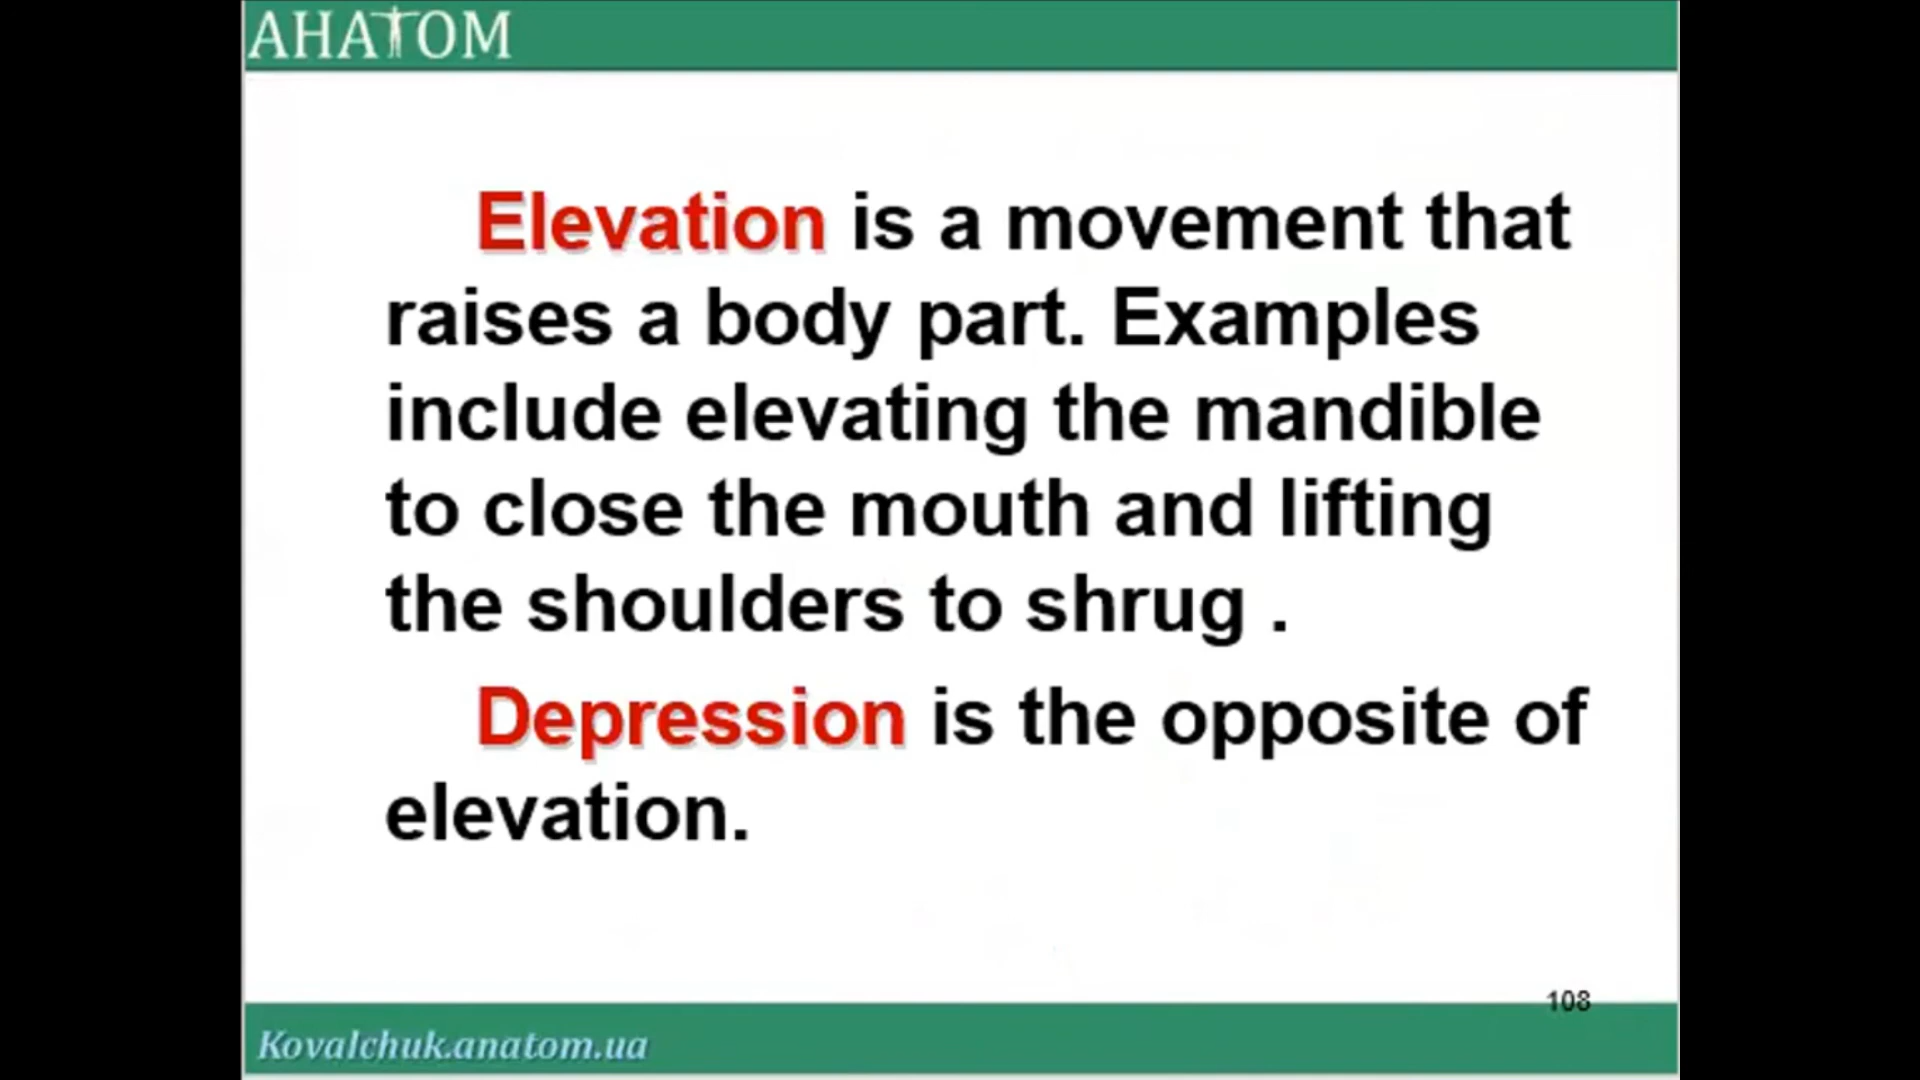 АНАТОМ
Elevation is a movement that
raises a body part. Examples
include elevating the mandible
to close the mouth and lifting
the shoulders to shrug .
Depression is the opposite of
elevation.
108
Kovalchuk.anatom.ua